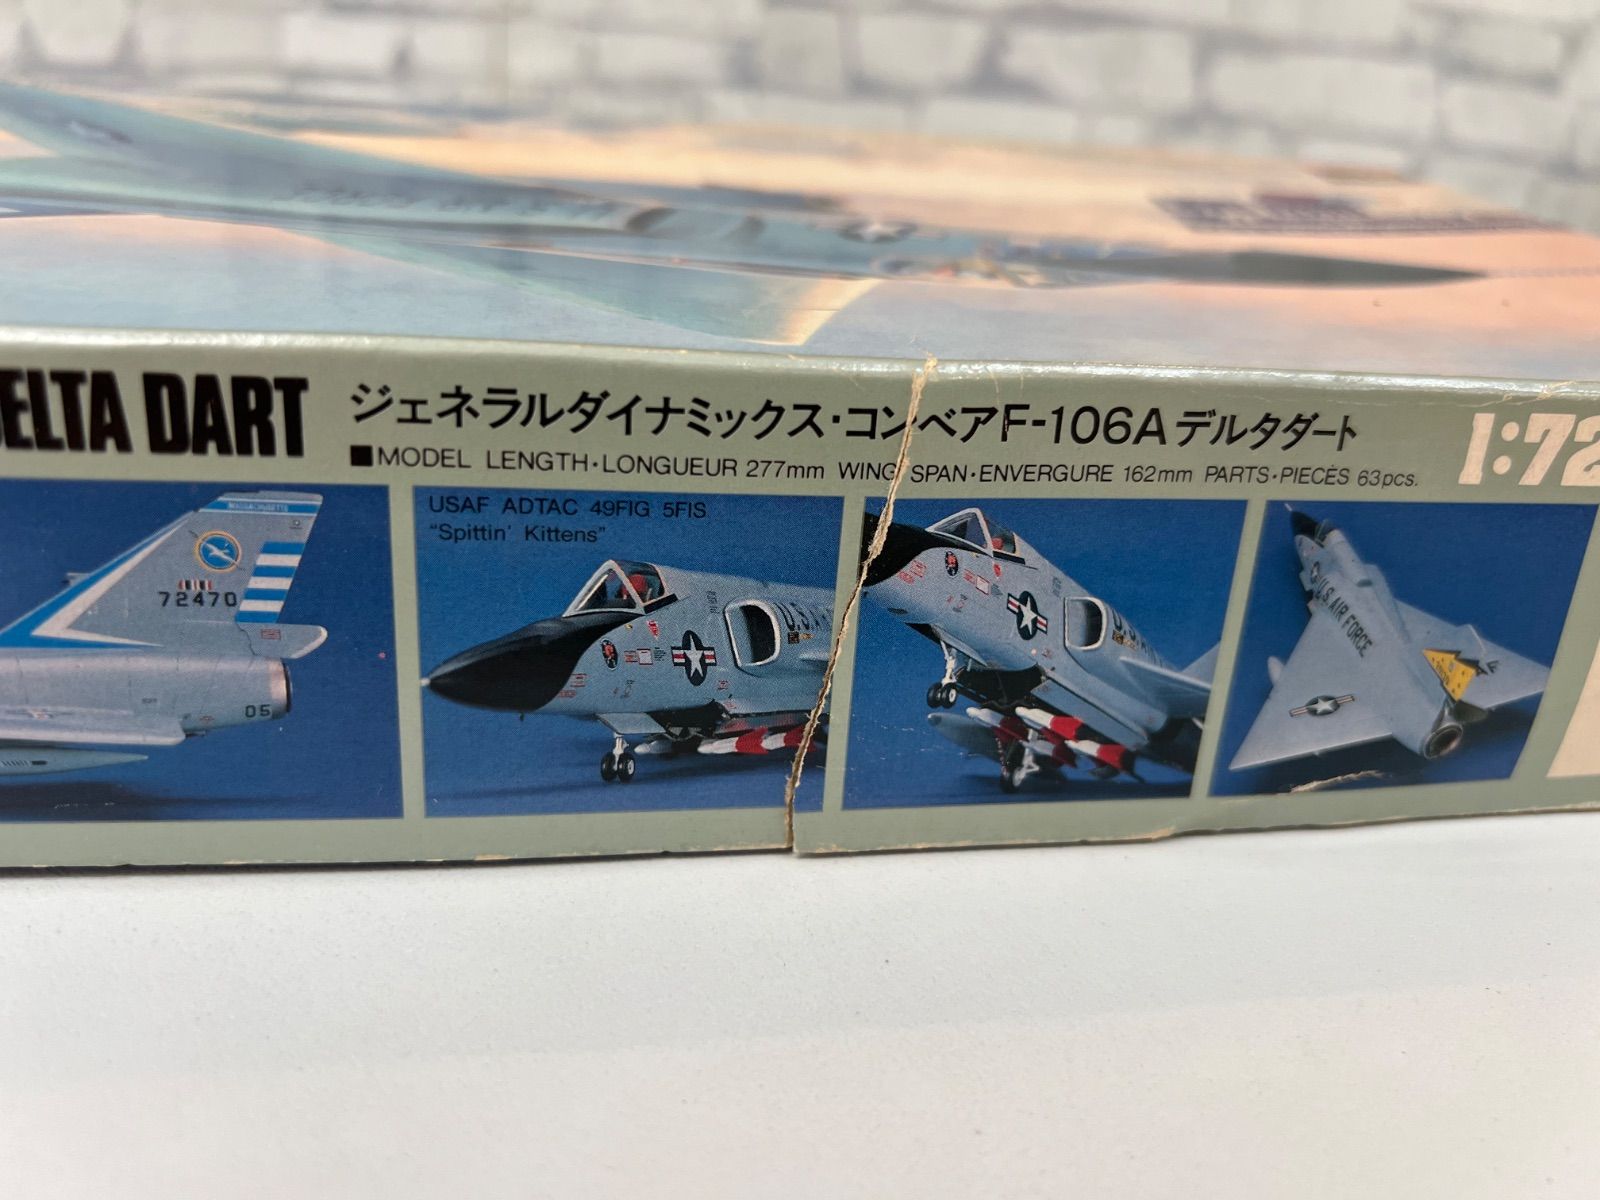 ELTA DART
ジェネラルダイナミックス・コンベアF-106Aデルタダート
1:72
■MODEL LENGTH・LONGUEUR 277mm WING SPAN・ENVERGURE 162mm PARTS・PIECES 63pcs.
MASSACHUSETTS
72470
05
USAF ADTAC 49FIG 5FIS
"Spittin' Kittens"
U.S.A
U.S. AIR FORCE